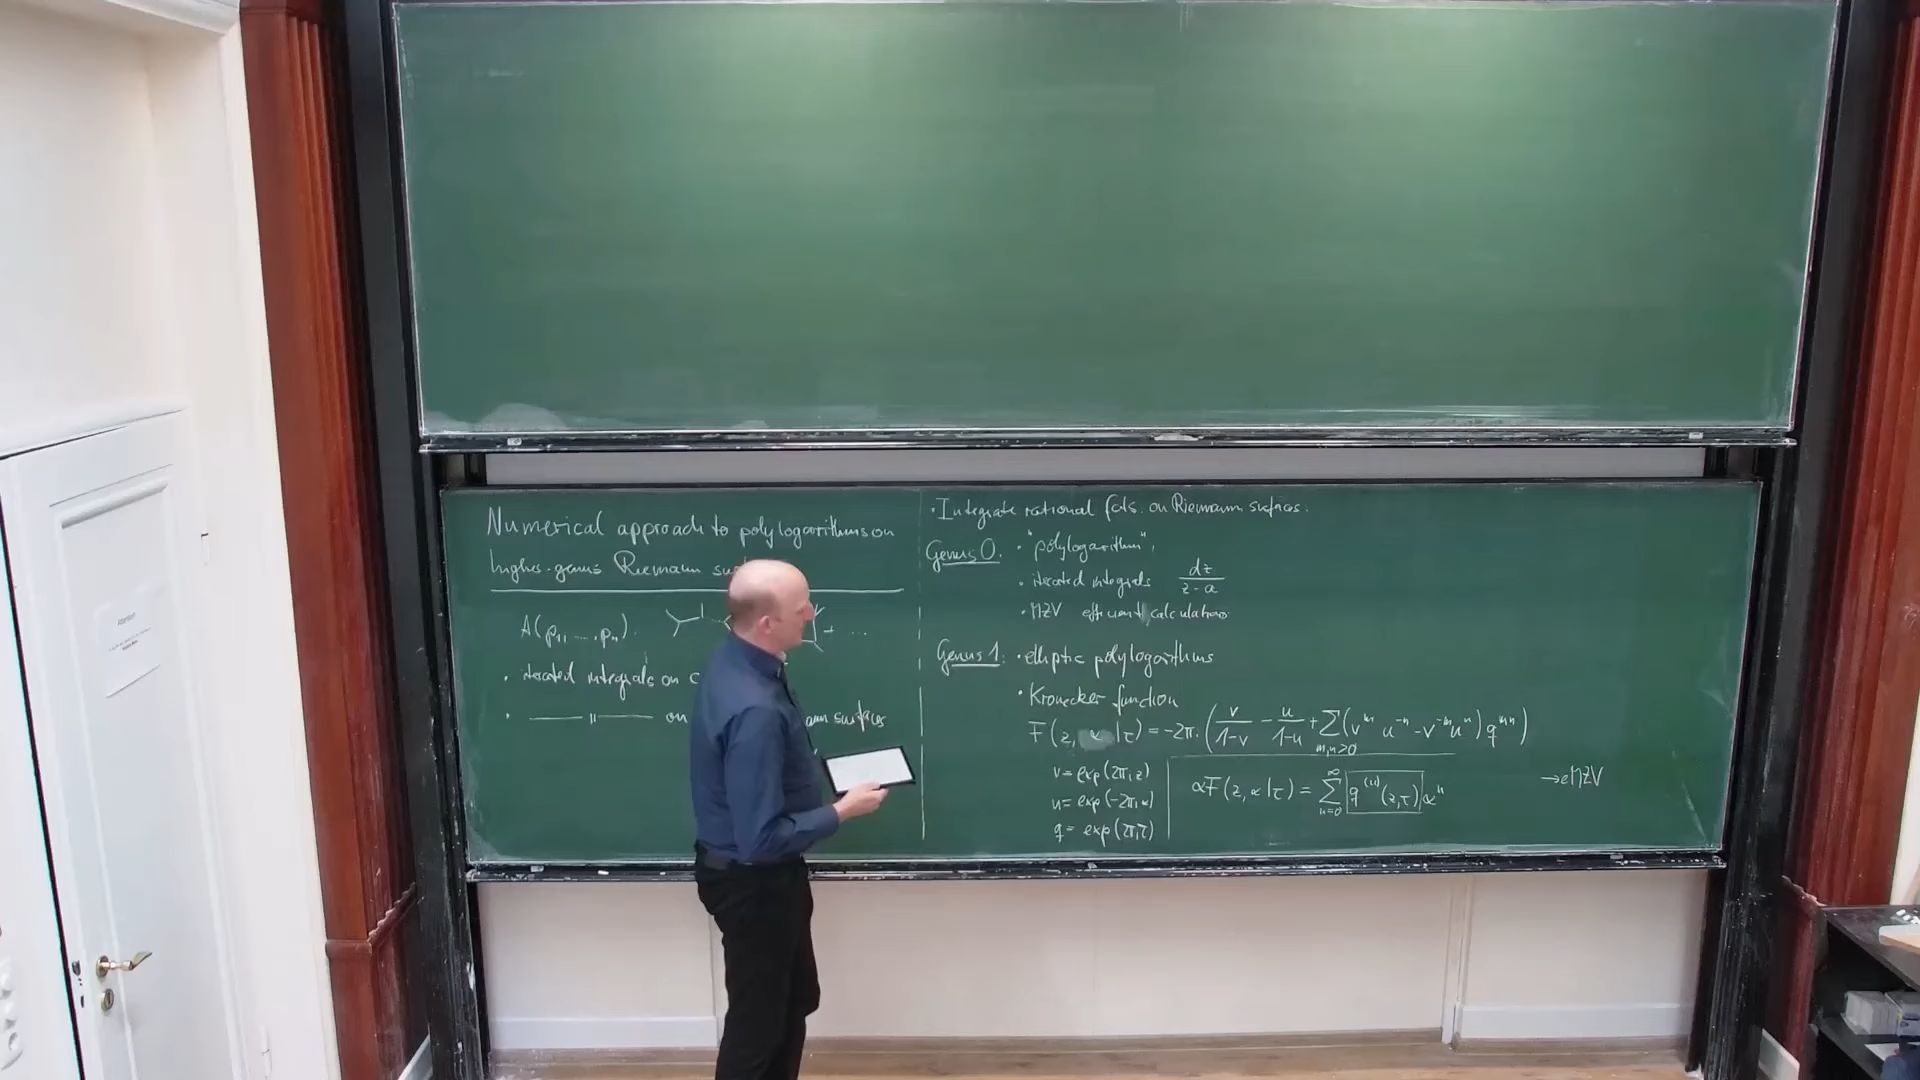 Numerical approach to polylogarithms on
higher-genus Riemann
A(p₁, ..., pₙ).
+ ...
· iterated integrals on
· —— " —— on surfaces
· Integrate rational fcts. on Riemann surfaces.
Genus 0. · "polylogarithm",
· iterated integrals dz/(z-a)
· MZV efficient calculations
Genus 1: · elliptic polylogarithms
· Kronecker function
F(z, α|τ) = -2πi (v/(1-v) - u/(1-u) + Σ_{m,n>0} (v^m u^{-n} - v^{-m} u^n) q^{mn})
v = exp(2πi z)
u = exp(-2πi α)
q = exp(2πi τ)
αF(z, α|τ) = Σ_{n=0}^∞ g^{(n)}(z,τ) α^n
→ eMZV